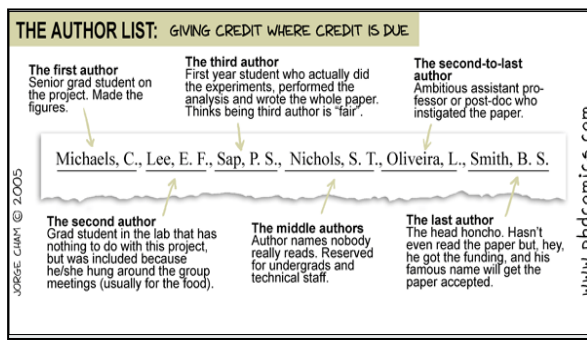 THE AUTHOR LIST: GIVING CREDIT WHERE CREDIT IS DUE
The first author
Senior grad student on
the project. Made the
figures.
The third author
First year student who actually did
the experiments, performed the
analysis and wrote the whole paper.
Thinks being third author is "fair".
The second-to-last
author
Ambitious assistant pro-
fessor or post-doc who
instigated the paper.
Michaels, C., Lee, E. F., Sap, P. S., Nichols, S. T., Oliveira, L., Smith, B. S.
The second author
Grad student in the lab that has
nothing to do with this project,
but was included because
he/she hung around the group
meetings (usually for the food).
The middle authors
Author names nobody
really reads. Reserved
for undergrads and
technical staff.
The last author
The head honcho. Hasn't
even read the paper but, hey,
he got the funding, and his
famous name will get the
paper accepted.
JORGE CHAM © 2005